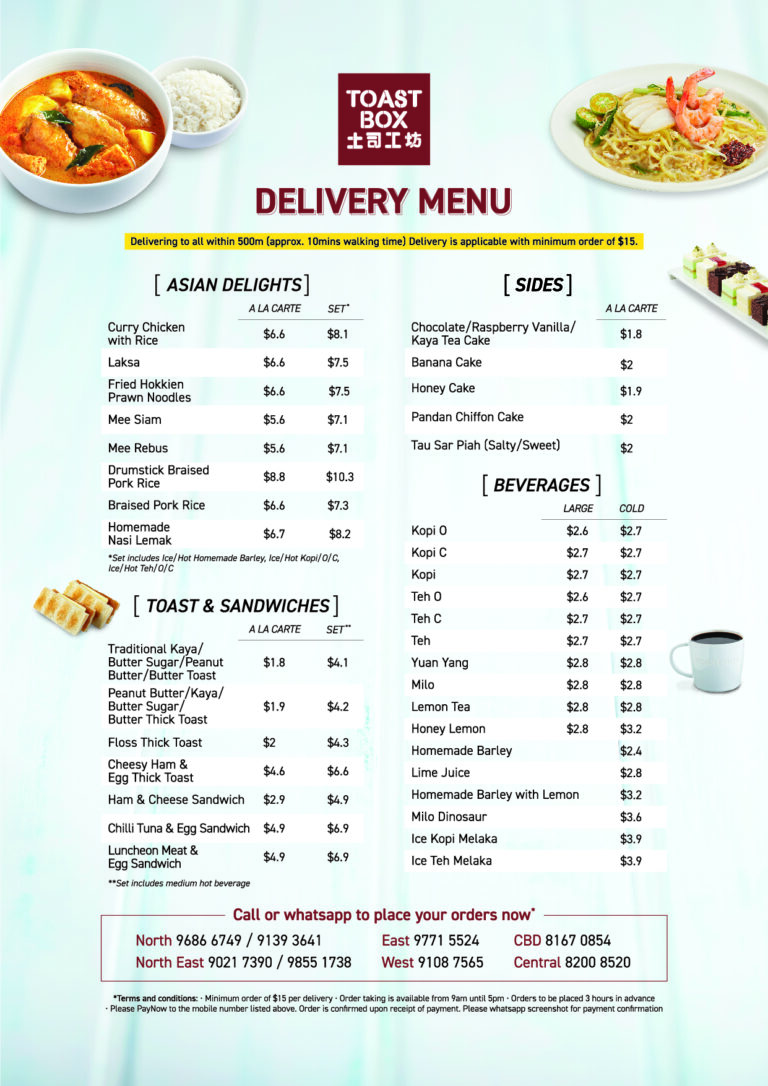 TOAST
BOX
土司工坊
DELIVERY MENU
Delivering to all within 500m (approx. 10mins walking time) Delivery is applicable with minimum order of $15.
[ ASIAN DELIGHTS ]
A LA CARTE SET*
Curry Chicken
with Rice $6.6 $8.1
Laksa $6.6 $7.5
Fried Hokkien
Prawn Noodles $6.6 $7.5
Mee Siam $5.6 $7.1
Mee Rebus $5.6 $7.1
Drumstick Braised
Pork Rice $8.8 $10.3
Braised Pork Rice $6.6 $7.3
Homemade
Nasi Lemak $6.7 $8.2
*Set includes Ice/Hot Homemade Barley, Ice/Hot Kopi/O/C,
Ice/Hot Teh/O/C
[ TOAST & SANDWICHES ]
A LA CARTE SET**
Traditional Kaya/
Butter Sugar/Peanut $1.8 $4.1
Butter/Butter Toast
Peanut Butter/Kaya/
Butter Sugar/ $1.9 $4.2
Butter Thick Toast
Floss Thick Toast $2 $4.3
Cheesy Ham &
Egg Thick Toast $4.6 $6.6
Ham & Cheese Sandwich $2.9 $4.9
Chilli Tuna & Egg Sandwich $4.9 $6.9
Luncheon Meat &
Egg Sandwich $4.9 $6.9
**Set includes medium hot beverage
[ SIDES ]
A LA CARTE
Chocolate/Raspberry Vanilla/
Kaya Tea Cake $1.8
Banana Cake $2
Honey Cake $1.9
Pandan Chiffon Cake $2
Tau Sar Piah (Salty/Sweet) $2
[ BEVERAGES ]
LARGE COLD
Kopi O $2.6 $2.7
Kopi C $2.7 $2.7
Kopi $2.7 $2.7
Teh O $2.6 $2.7
Teh C $2.7 $2.7
Teh $2.7 $2.7
Yuan Yang $2.8 $2.8
Milo $2.8 $2.8
Lemon Tea $2.8 $2.8
Honey Lemon $2.8 $3.2
Homemade Barley $2.4
Lime Juice $2.8
Homemade Barley with Lemon $3.2
Milo Dinosaur $3.6
Ice Kopi Melaka $3.9
Ice Teh Melaka $3.9
Call or whatsapp to place your orders now*
North 9686 6749 / 9139 3641 East 9771 5524 CBD 8167 0854
North East 9021 7390 / 9855 1738 West 9108 7565 Central 8200 8520
*Terms and conditions: • Minimum order of $15 per delivery • Order taking is available from 9am until 5pm • Orders to be placed 3 hours in advance
• Please PayNow to the mobile number listed above. Order is confirmed upon receipt of payment. Please whatsapp screenshot for payment confirmation